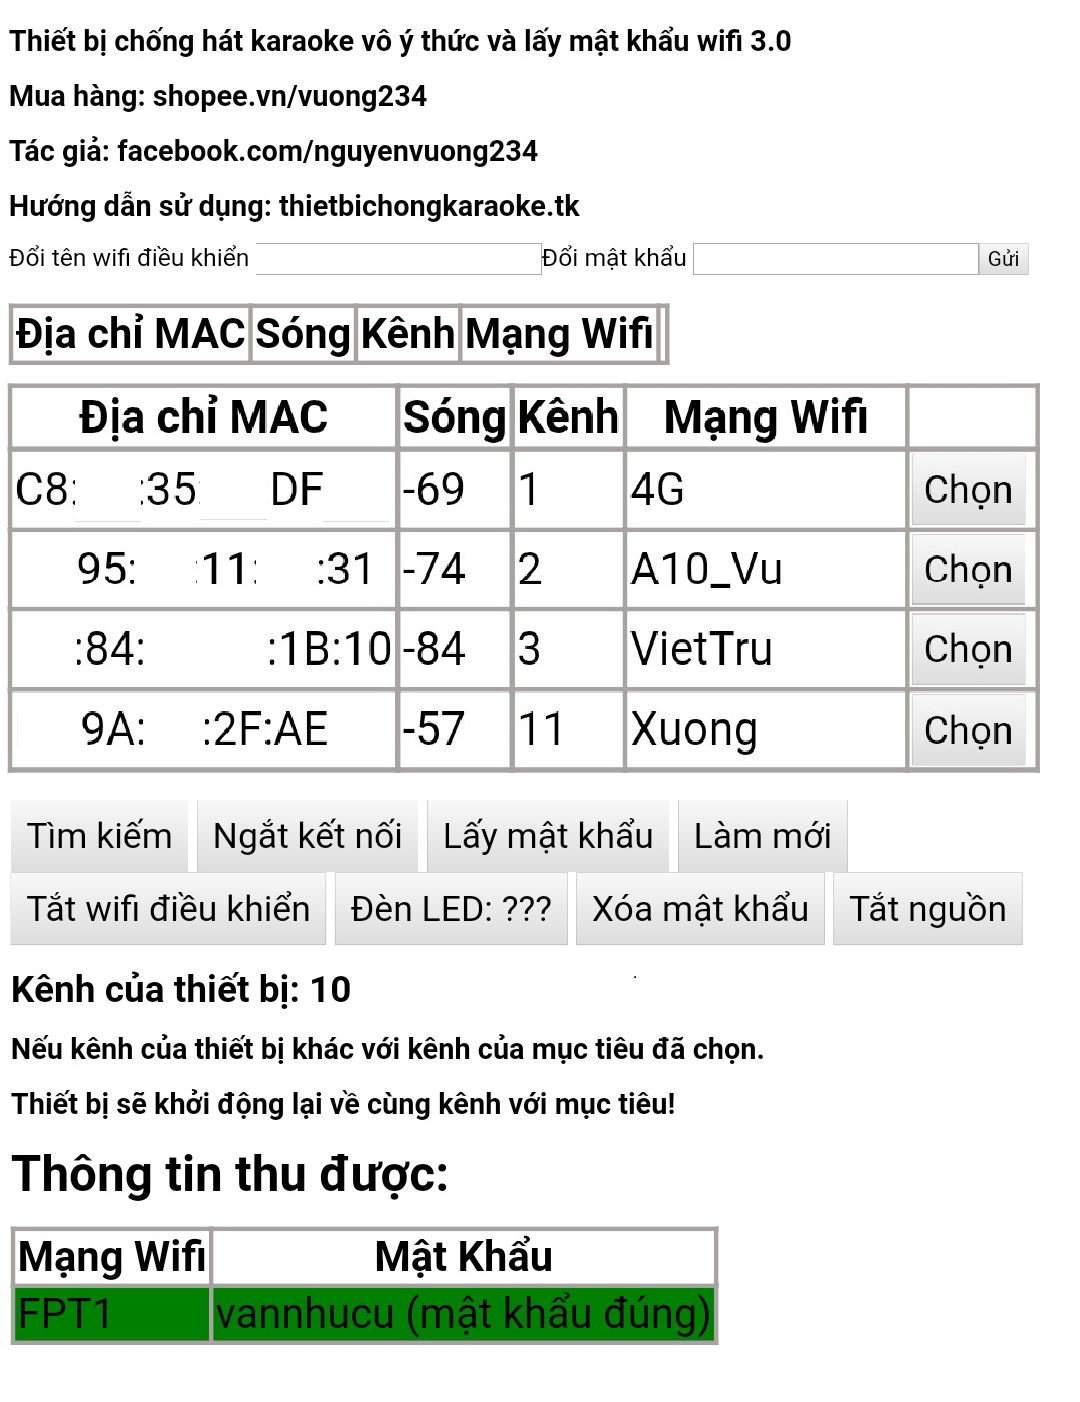 Thiết bị chống hát karaoke vô ý thức và lấy mật khẩu wifi 3.0
Mua hàng: shopee.vn/vuong234
Tác giả: facebook.com/nguyenvuong234
Hướng dẫn sử dụng: thietbichongkaraoke.tk
Đổi tên wifi điều khiển Đổi mật khẩu Gửi
Địa chỉ MAC Sóng Kênh Mạng Wifi
Địa chỉ MAC Sóng Kênh Mạng Wifi
C8: :35: DF -69 1 4G Chọn
95: :11: :31 -74 2 A10_Vu Chọn
:84: :1B:10 -84 3 VietTru Chọn
9A: :2F:AE -57 11 Xuong Chọn
Tìm kiếm Ngắt kết nối Lấy mật khẩu Làm mới
Tắt wifi điều khiển Đèn LED: ??? Xóa mật khẩu Tắt nguồn
Kênh của thiết bị: 10
Nếu kênh của thiết bị khác với kênh của mục tiêu đã chọn.
Thiết bị sẽ khởi động lại về cùng kênh với mục tiêu!
Thông tin thu được:
Mạng Wifi Mật Khẩu
FPT1 vannhucu (mật khẩu đúng)